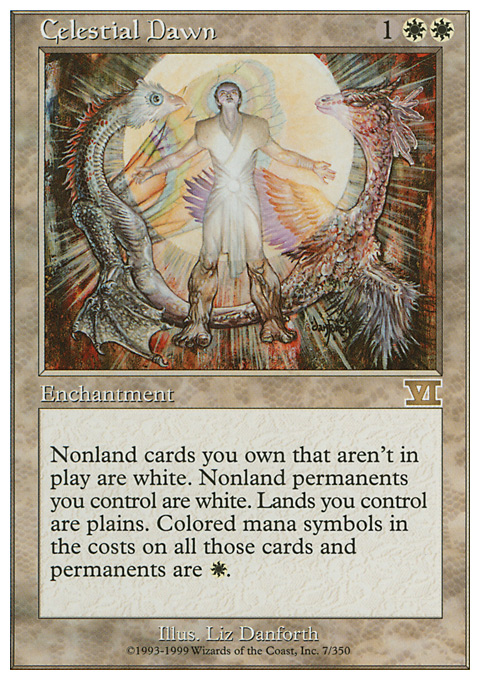 Celestial Dawn 1
Enchantment VI
Nonland cards you own that aren't in
play are white. Nonland permanents
you control are white. Lands you control
are plains. Colored mana symbols in
the costs on all those cards and
permanents are .
Illus. Liz Danforth
©1993-1999 Wizards of the Coast, Inc. 7/350